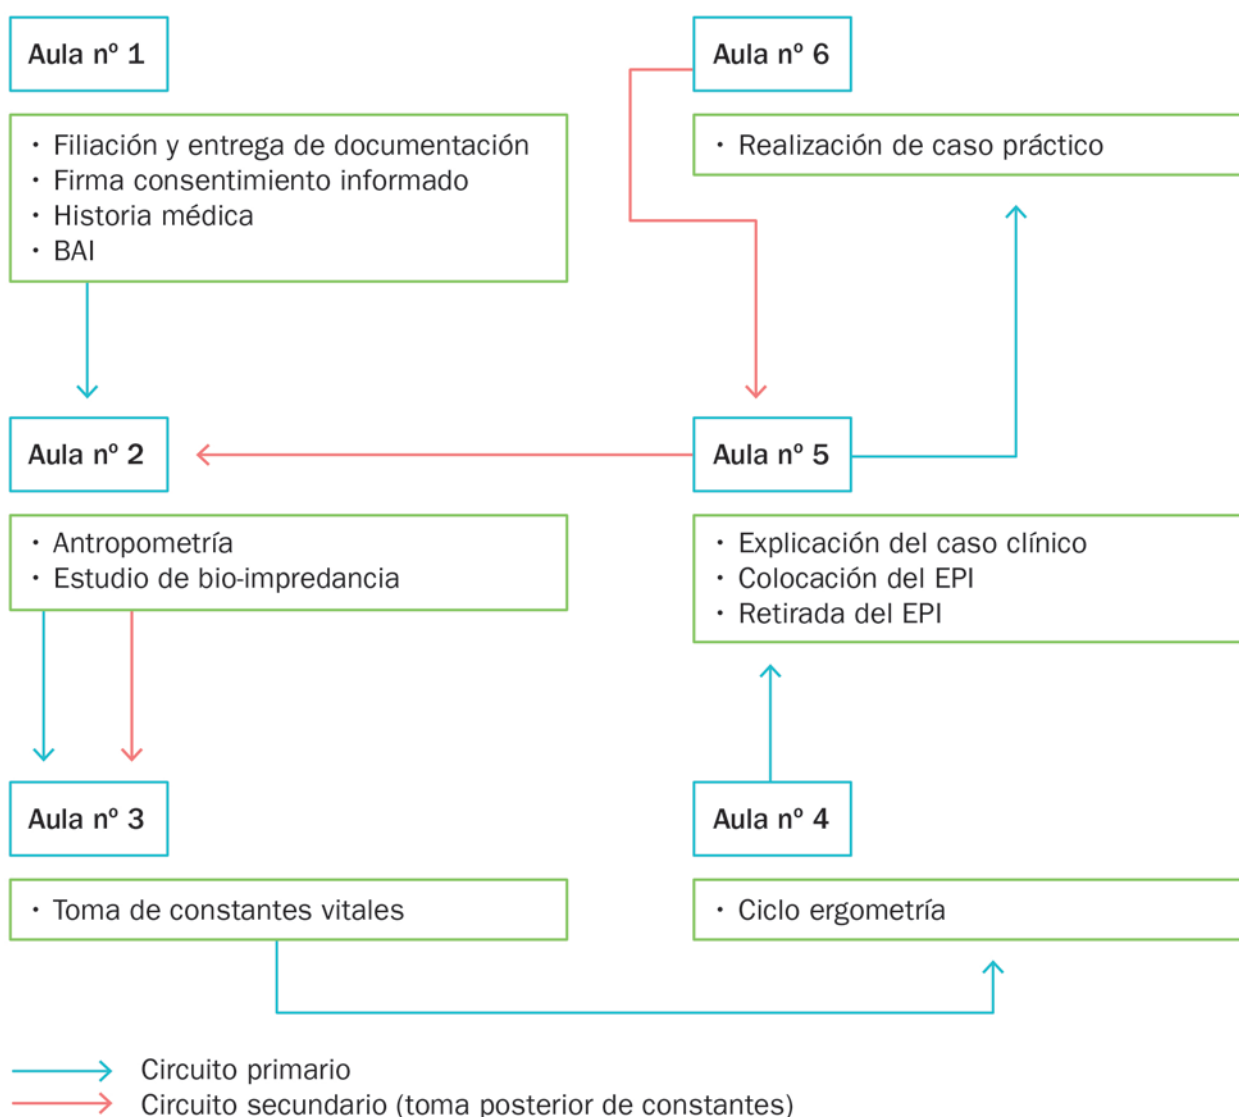 Aula nº 1
· Filiación y entrega de documentación
· Firma consentimiento informado
· Historia médica
· BAI
Aula nº 2
· Antropometría
· Estudio de bio-impredancia
Aula nº 3
· Toma de constantes vitales
Aula nº 6
· Realización de caso práctico
Aula nº 5
· Explicación del caso clínico
· Colocación del EPI
· Retirada del EPI
Aula nº 4
· Ciclo ergometría
Circuito primario
Circuito secundario (toma posterior de constantes)